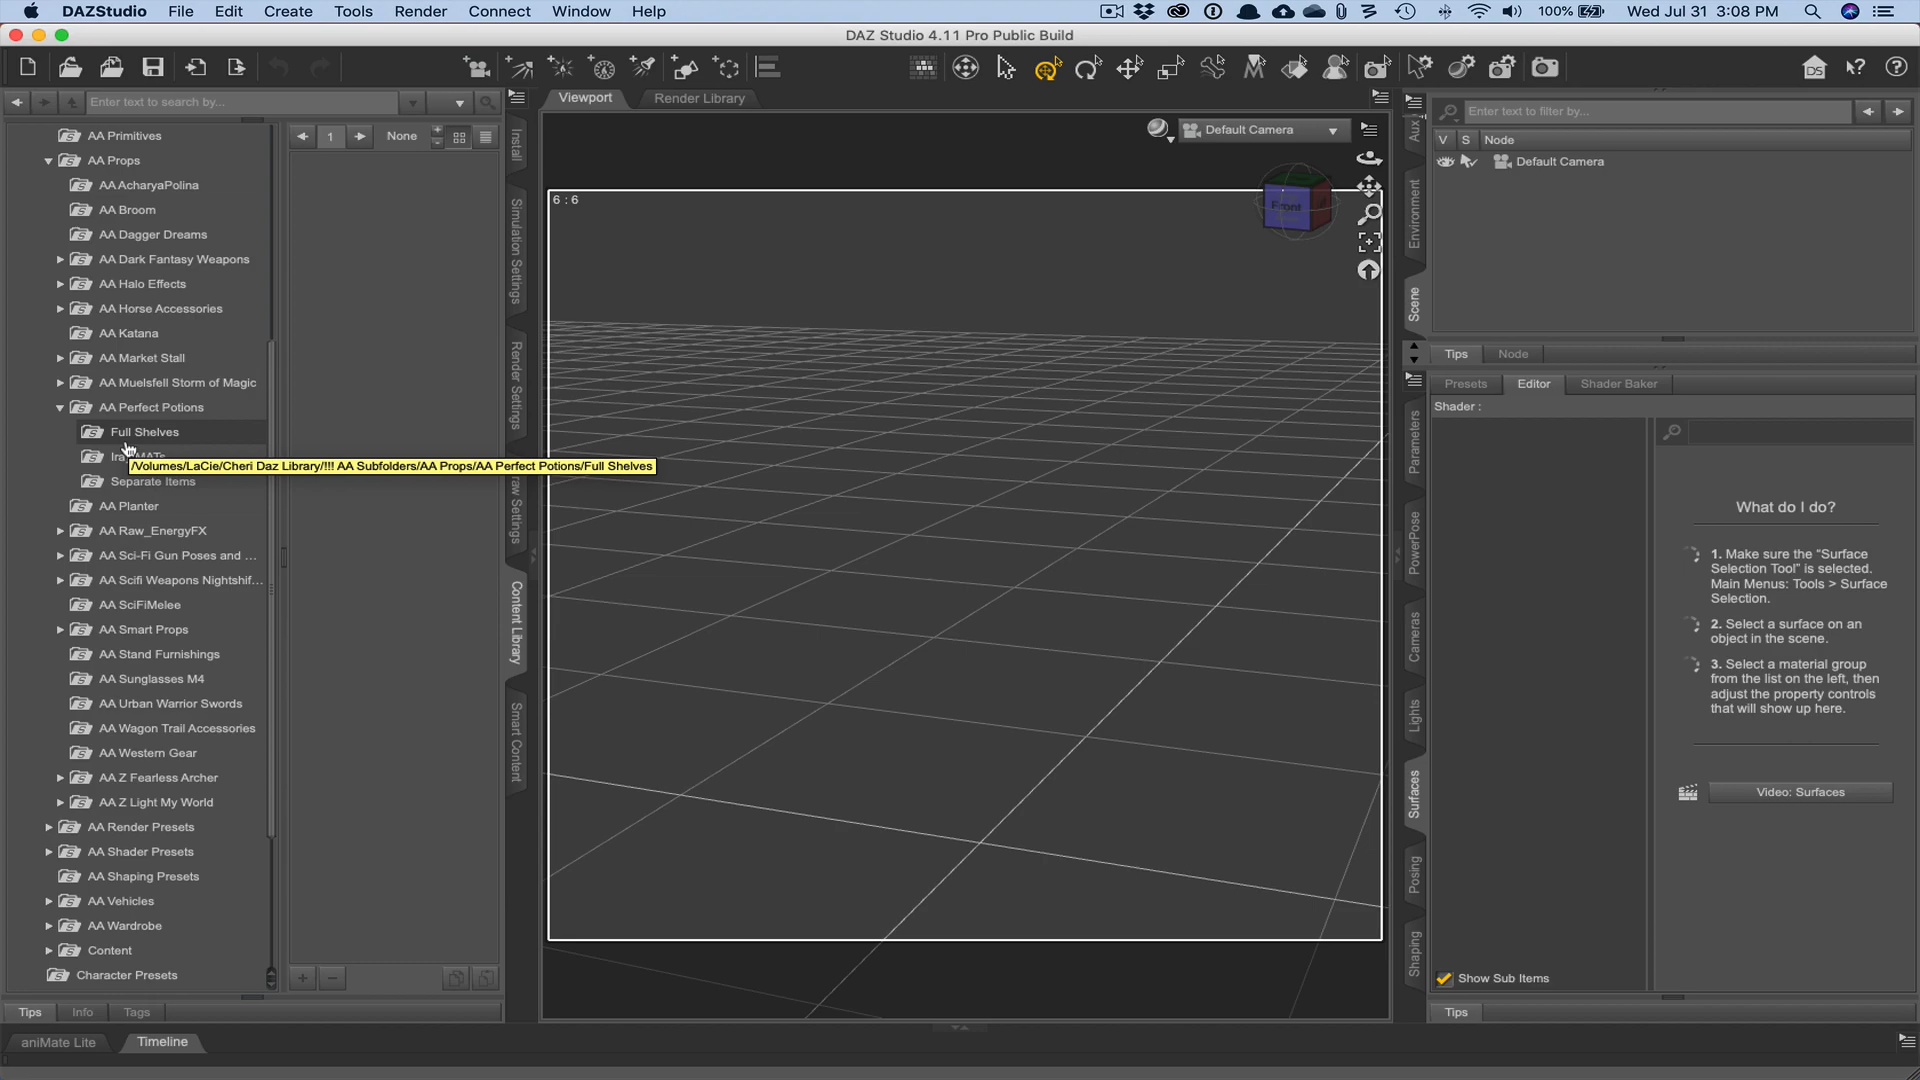 DAZStudio File Edit Create Tools Render Connect Window Help 100% Wed Jul 31 3:08 PM
DAZ Studio 4.11 Pro Public Build
Enter text to search by...
AA Primitives
AA Props
AA AcharyaPolina
AA Broom
AA Dagger Dreams
AA Dark Fantasy Weapons
AA Halo Effects
AA Horse Accessories
AA Katana
AA Market Stall
AA Muelsfell Storm of Magic
AA Perfect Potions
Full Shelves
/Volumes/LaCie/Cheri Daz Library/!!! AA Subfolders/AA Props/AA Perfect Potions/Full Shelves
Separate Items
AA Planter
AA Raw_EnergyFX
AA Sci-Fi Gun Poses and ...
AA Scifi Weapons Nightshif...
AA SciFiMelee
AA Smart Props
AA Stand Furnishings
AA Sunglasses M4
AA Urban Warrior Swords
AA Wagon Trail Accessories
AA Western Gear
AA Z Fearless Archer
AA Z Light My World
AA Render Presets
AA Shader Presets
AA Shaping Presets
AA Vehicles
AA Wardrobe
Content
Character Presets
Tips Info Tags
aniMate Lite Timeline
1 None
Install
Simulation Settings
Render Settings
Draw Settings
Content Library
Smart Content
Viewport Render Library
Default Camera
6 : 6
Front
Aux
Environment
Scene
Enter text to filter by...
V S Node
Default Camera
Tips Node
Parameters
PowerPose
Cameras
Lights
Surfaces
Posing
Shaping
Presets Editor Shader Baker
Shader :
What do I do?
1. Make sure the "Surface
Selection Tool" is selected.
Main Menus: Tools > Surface
Selection.
2. Select a surface on an
object in the scene.
3. Select a material group
from the list on the left, then
adjust the property controls
that will show up here.
Video: Surfaces
Show Sub Items
Tips